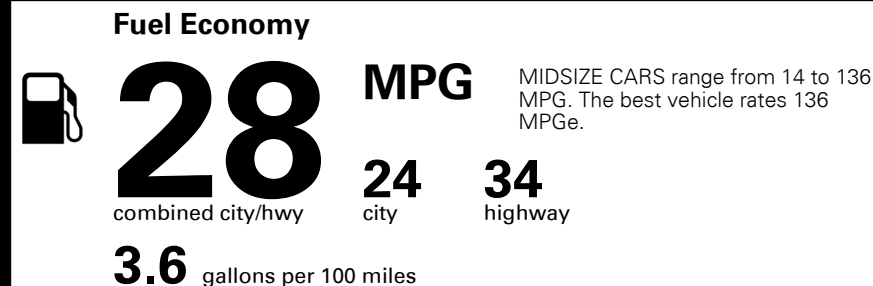 Fuel Economy
28 MPG
MIDSIZE CARS range from 14 to 136
MPG. The best vehicle rates 136
MPGe.
combined city/hwy
24
city
34
highway
3.6 gallons per 100 miles